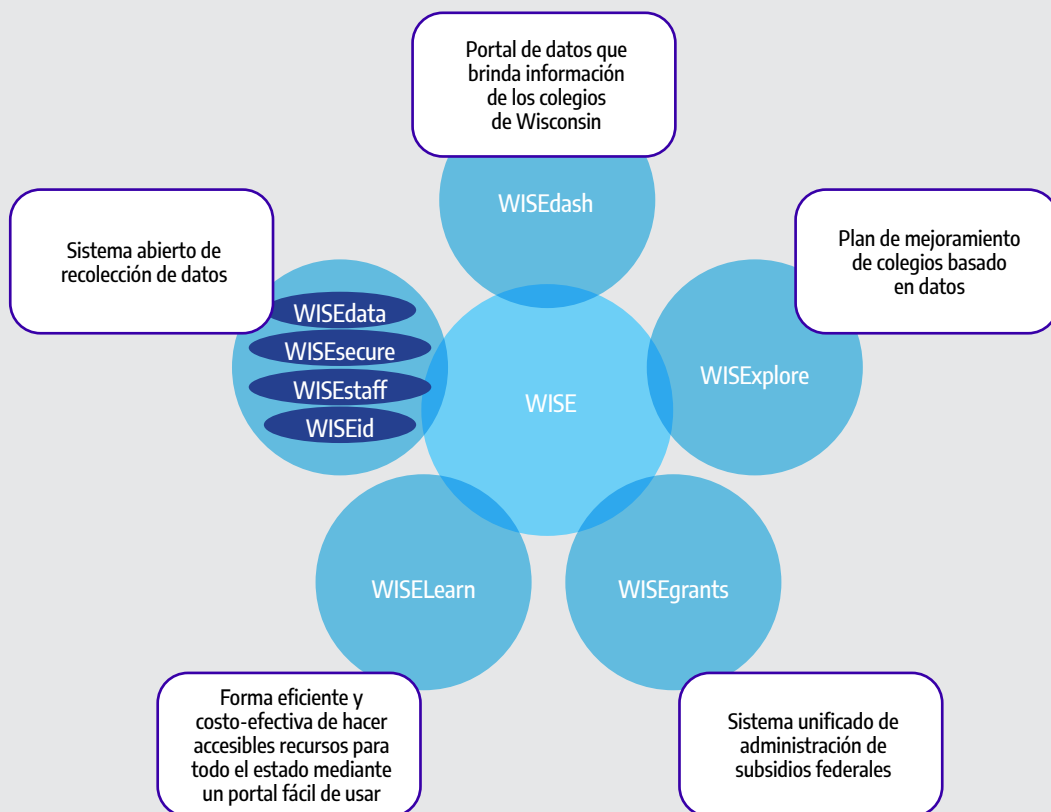 Portal de datos que
brinda información
de los colegios
de Wisconsin
WISEdash
Sistema abierto de
recolección de datos
WISEdata
WISEsecure
WISEstaff
WISEid
Plan de mejoramiento
de colegios basado
en datos
WISExplore
WISE
WISELearn
WISEgrants
Forma eficiente y
costo-efectiva de hacer
accesibles recursos para
todo el estado mediante
un portal fácil de usar
Sistema unificado de
administración de
subsidios federales